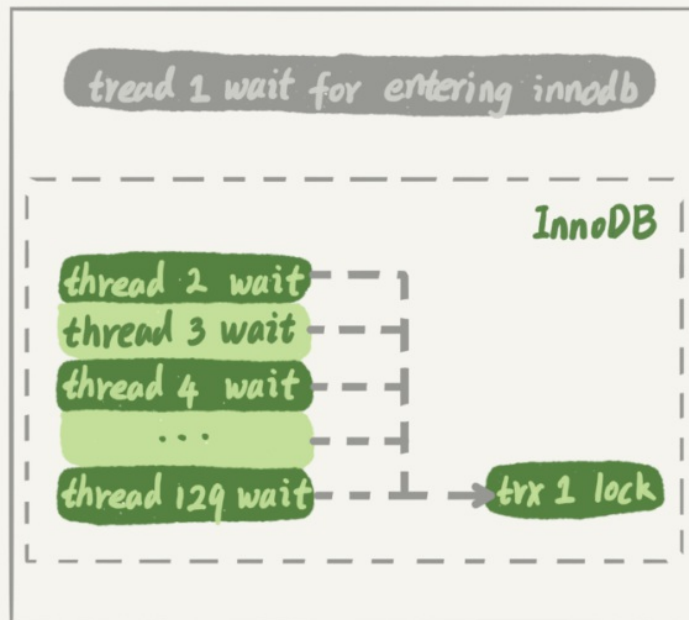 tread 1 wait for entering innodb
InnoDB
thread 2 wait
thread 3 wait
thread 4 wait
...
thread 129 wait
trx 1 lock